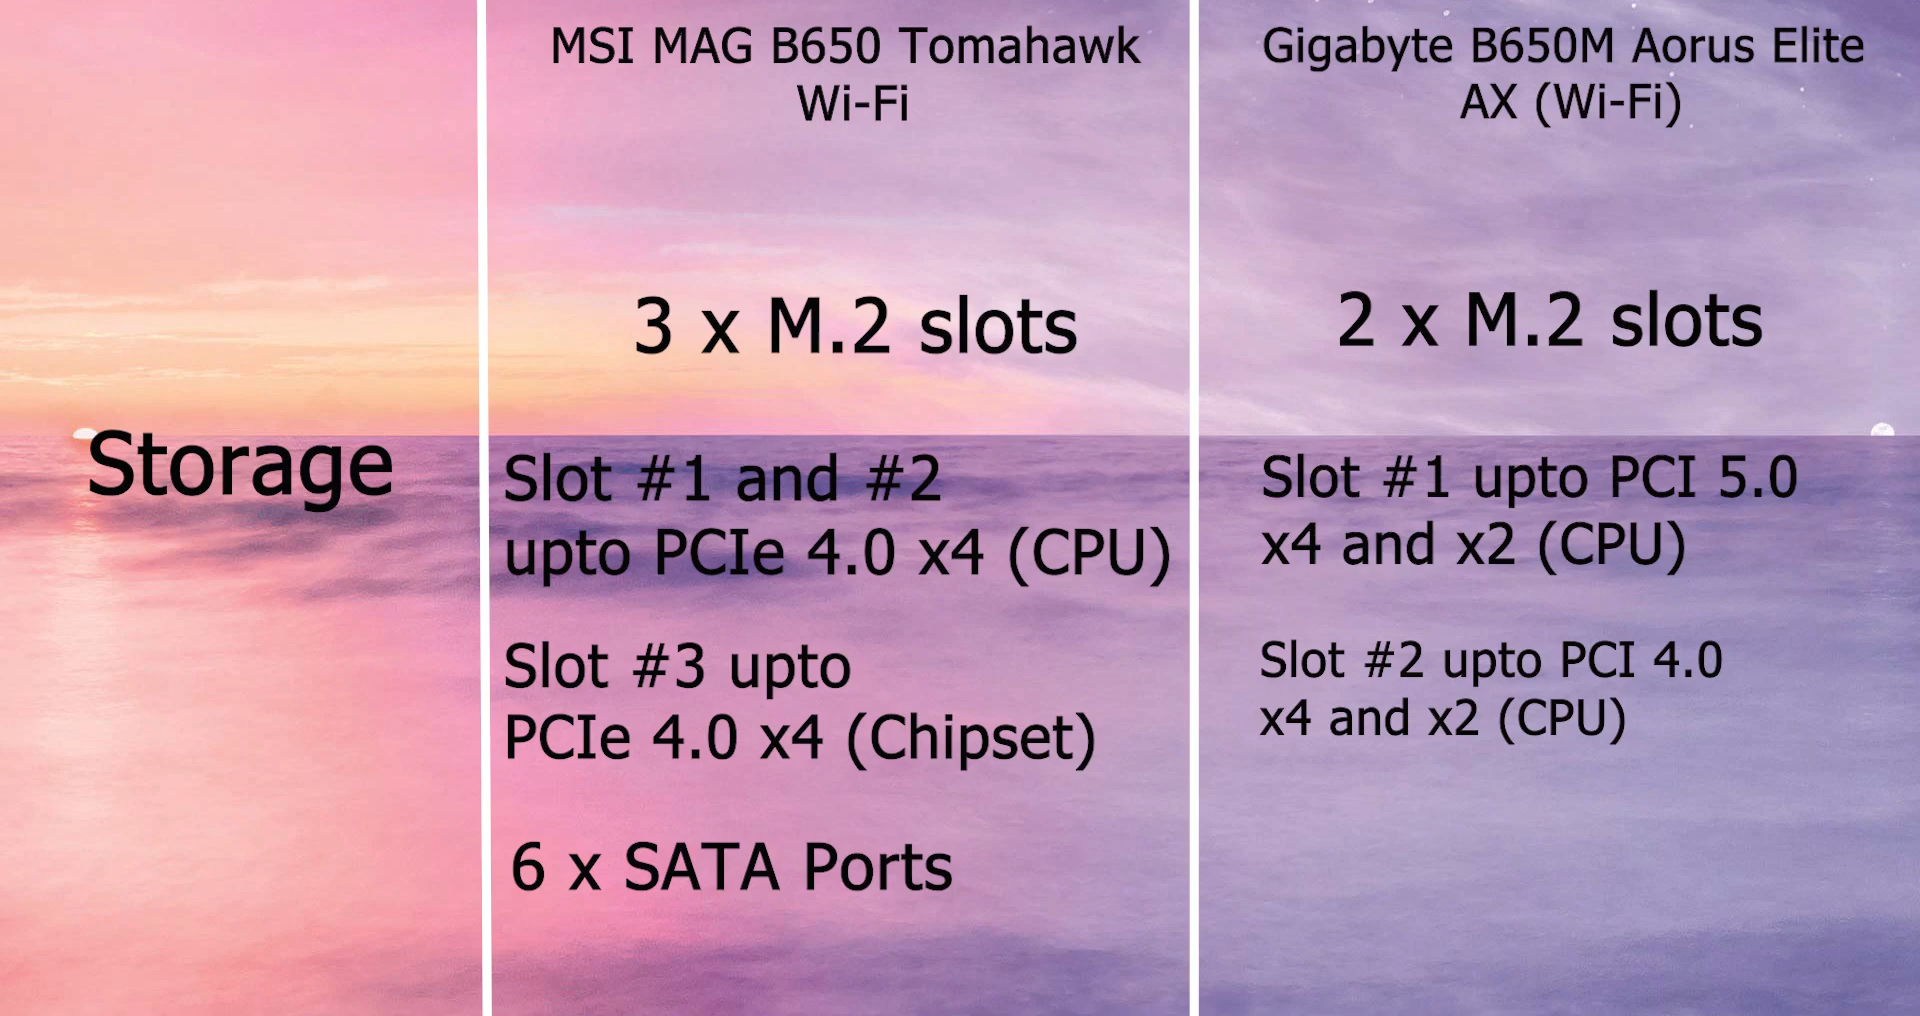 MSI MAG B650 Tomahawk
Wi-Fi
Gigabyte B650M Aorus Elite
AX (Wi-Fi)
Storage
3 x M.2 slots
Slot #1 and #2
upto PCIe 4.0 x4 (CPU)
Slot #3 upto
PCIe 4.0 x4 (Chipset)
6 x SATA Ports
2 x M.2 slots
Slot #1 upto PCI 5.0
x4 and x2 (CPU)
Slot #2 upto PCI 4.0
x4 and x2 (CPU)